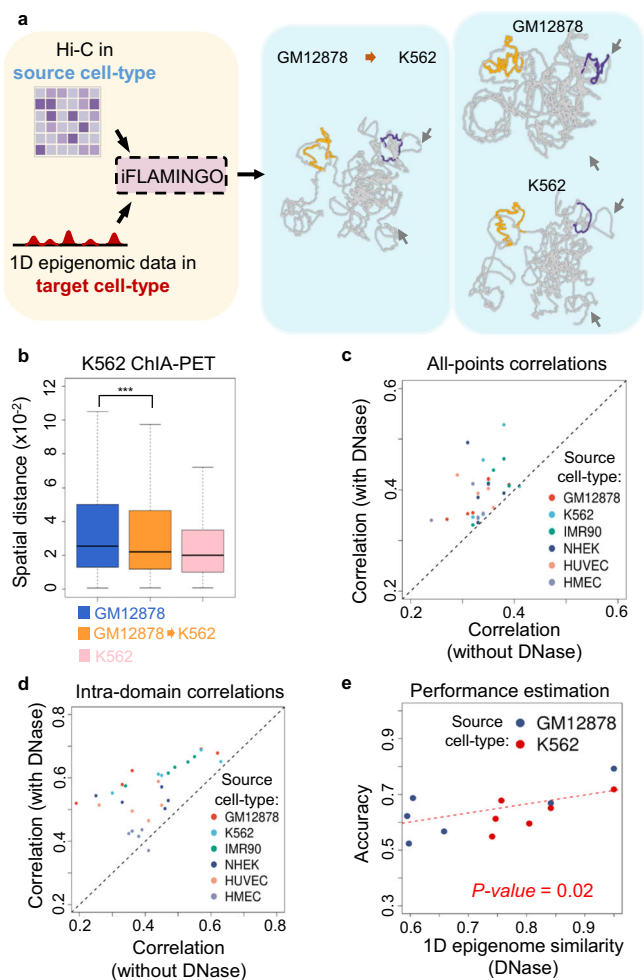 a
Hi-C in
source cell-type
iFLAMINGO
1D epigenomic data in
target cell-type
GM12878 K562
GM12878
K562
b
K562 ChIA-PET
***
Spatial distance (x10⁻²)
12
10
8
6
4
2
0
GM12878
GM12878 K562
K562
c
All-points correlations
Correlation (with DNase)
0.6
0.4
0.2
Source
cell-type:
GM12878
K562
IMR90
NHEK
HUVEC
HMEC
0.2 0.4 0.6
Correlation
(without DNase)
d
Intra-domain correlations
Correlation (with DNase)
0.8
0.6
0.4
0.2
Source
cell-type:
GM12878
K562
IMR90
NHEK
HUVEC
HMEC
0.2 0.4 0.6 0.8
Correlation
(without DNase)
e
Performance estimation
Accuracy
0.9
0.7
0.5
0.3
Source
cell-type:
GM12878
K562
P-value = 0.02
0.6 0.7 0.8 0.9
1D epigenome similarity
(DNase)